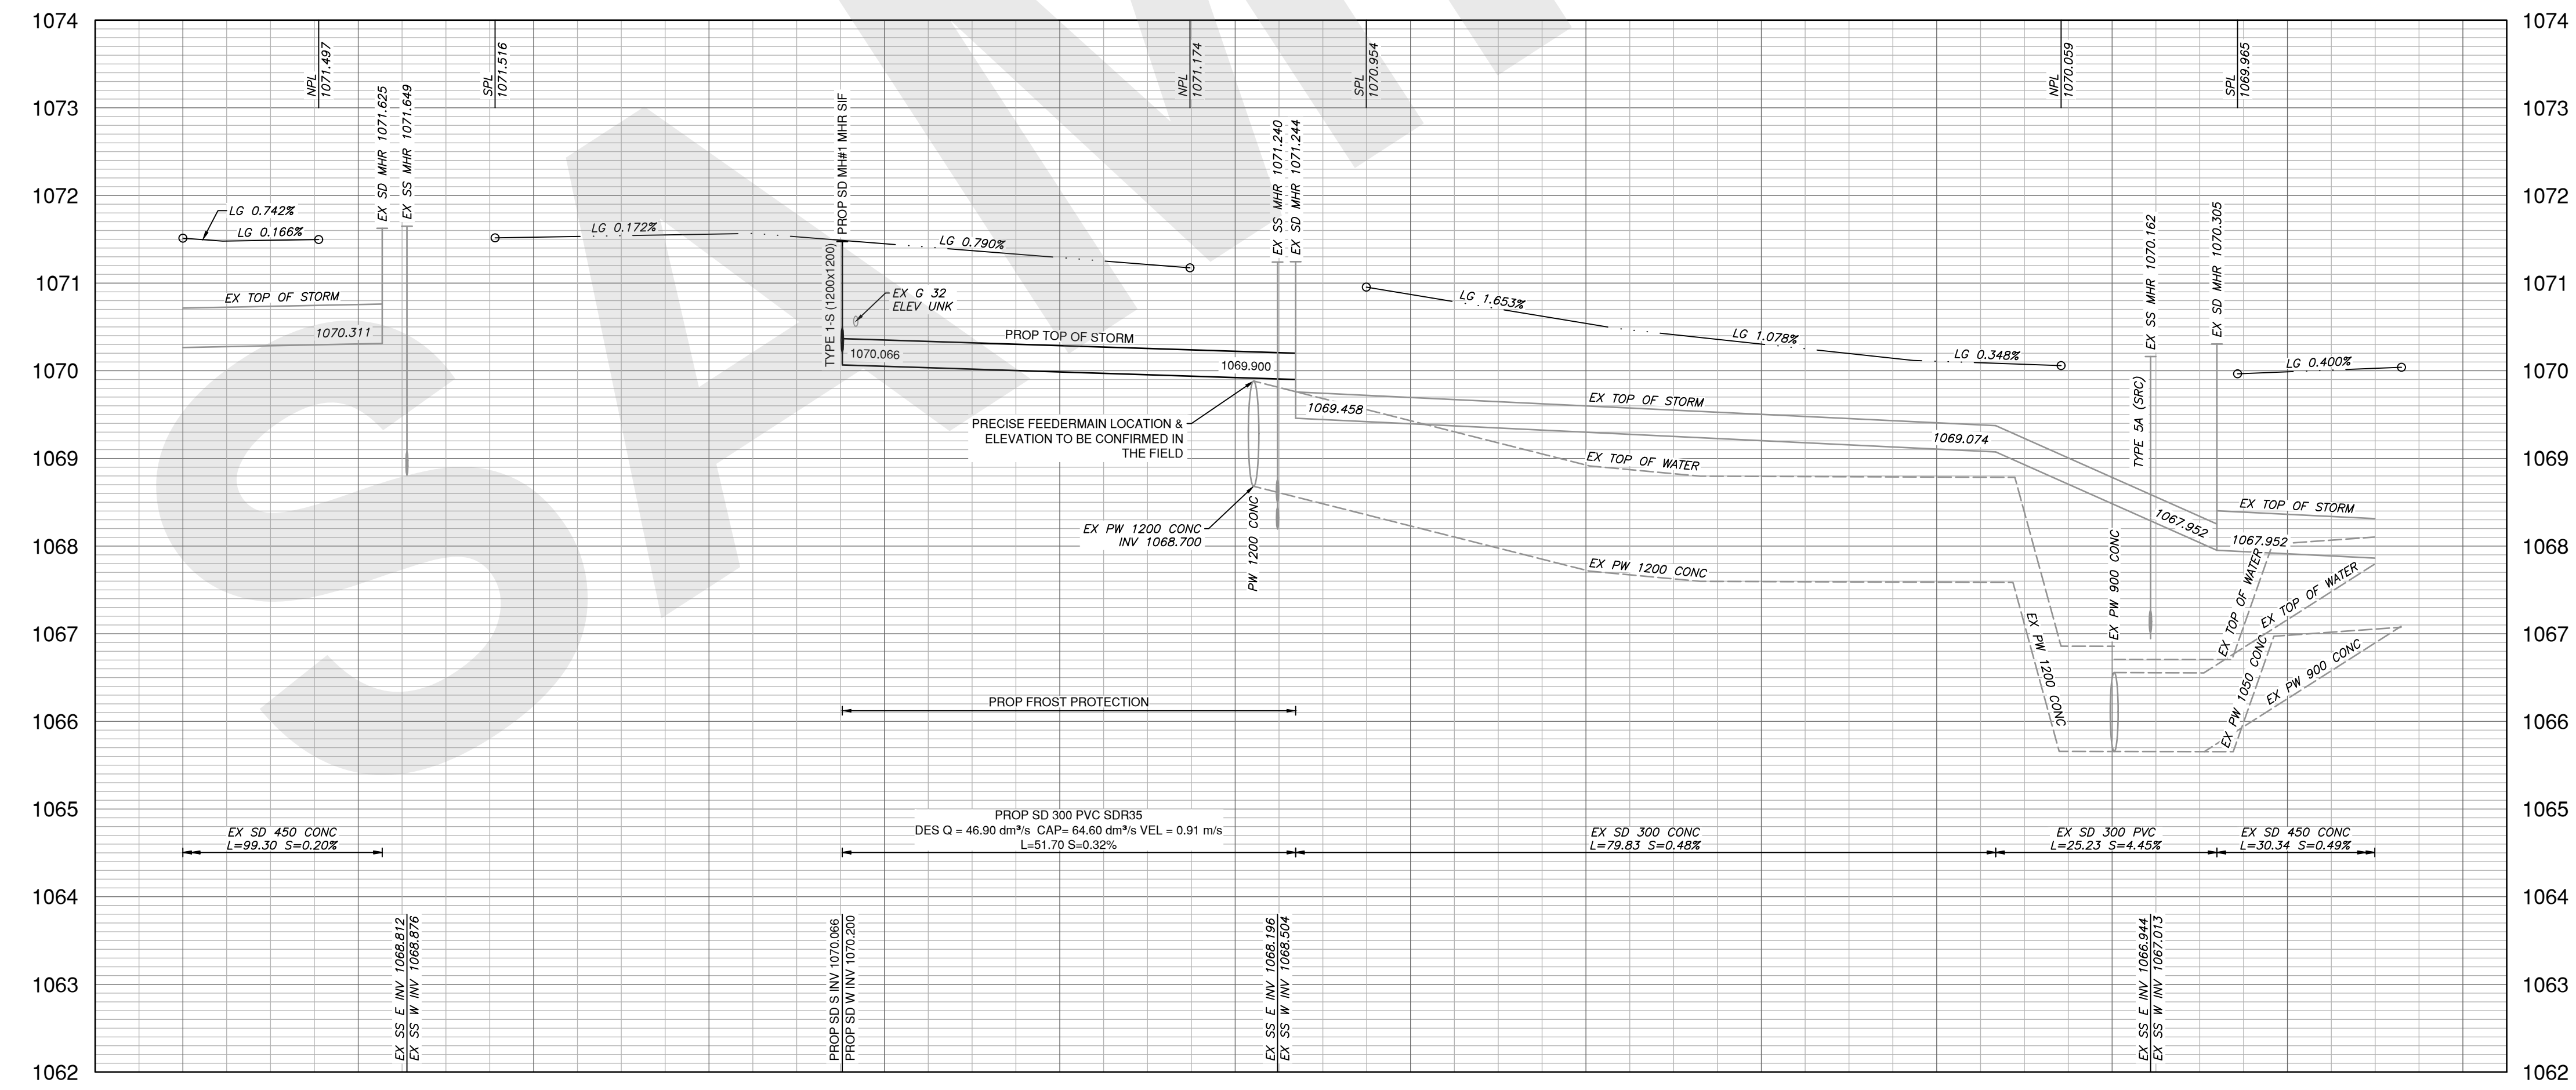 SAM
1074
1073
1072
1071
1070
1069
1068
1067
1066
1065
1064
1063
1062
1074
1073
1072
1071
1070
1069
1068
1067
1066
1065
1064
1063
1062
NPL
1071.497
EX SD MHR 1071.625
EX SS MHR 1071.649
SPL
1071.516
PROP SD MH#1 MHR SIF
TYPE 1-S (1200x1200)
NPL
1071.174
EX SS MHR 1071.240
EX SD MHR 1071.244
SPL
1070.954
NPL
1070.059
EX SS MHR 1070.162
TYPE 5A (SRC)
EX SD MHR 1070.305
SPL
1069.965
LG 0.742%
LG 0.166%
LG 0.172%
LG 0.790%
LG 1.653%
LG 1.078%
LG 0.348%
LG 0.400%
EX TOP OF STORM
1070.311
EX G 32
ELEV UNK
PROP TOP OF STORM
1070.066
1069.900
PRECISE FEEDERMAIN LOCATION &
ELEVATION TO BE CONFIRMED IN
THE FIELD
EX PW 1200 CONC
INV 1068.700
PW 1200 CONC
1069.458
EX TOP OF STORM
1069.074
EX TOP OF WATER
EX PW 1200 CONC
EX PW 1200 CONC
EX PW 900 CONC
1067.952
1067.952
EX TOP OF STORM
EX TOP OF WATER
EX TOP OF WATER
EX PW 1050 CONC
EX PW 900 CONC
PROP FROST PROTECTION
EX SD 450 CONC
L=99.30 S=0.20%
PROP SD 300 PVC SDR35
DES Q = 46.90 dm³/s CAP= 64.60 dm³/s VEL = 0.91 m/s
L=51.70 S=0.32%
EX SD 300 CONC
L=79.83 S=0.48%
EX SD 300 PVC
L=25.23 S=4.45%
EX SD 450 CONC
L=30.34 S=0.49%
EX SS E INV 1068.812
EX SS W INV 1068.876
PROP SD S INV 1070.066
PROP SD W INV 1070.200
EX SS E INV 1068.196
EX SS W INV 1068.504
EX SS E INV 1066.944
EX SS W INV 1067.013